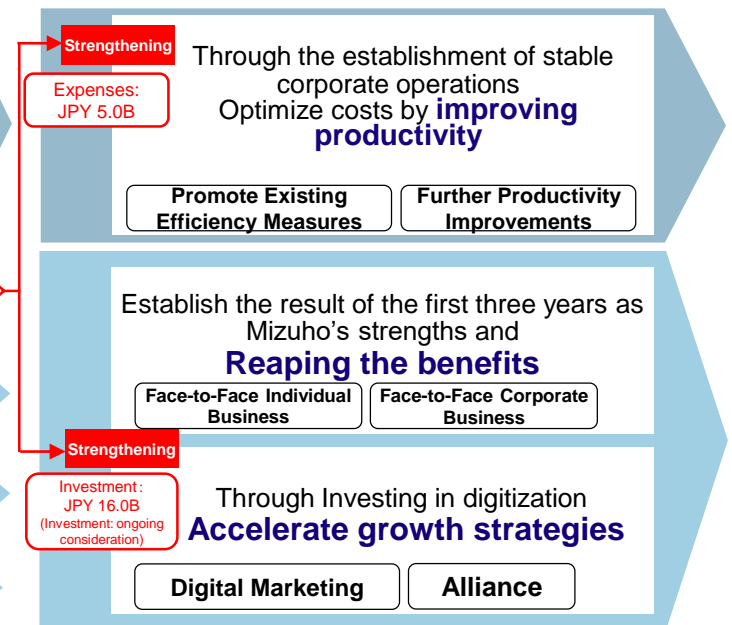 Strengthening
Expenses:
JPY 5.0B
Through the establishment of stable
corporate operations
Optimize costs by improving
productivity
Promote Existing
Efficiency Measures
Further Productivity
Improvements
Establish the result of the first three years as
Mizuho's strengths and
Reaping the benefits
Face-to-Face Individual
Business
Face-to-Face Corporate
Business
Strengthening
Investment:
JPY 16.0B
(Investment: ongoing
consideration)
Through Investing in digitization
Accelerate growth strategies
Digital Marketing
Alliance